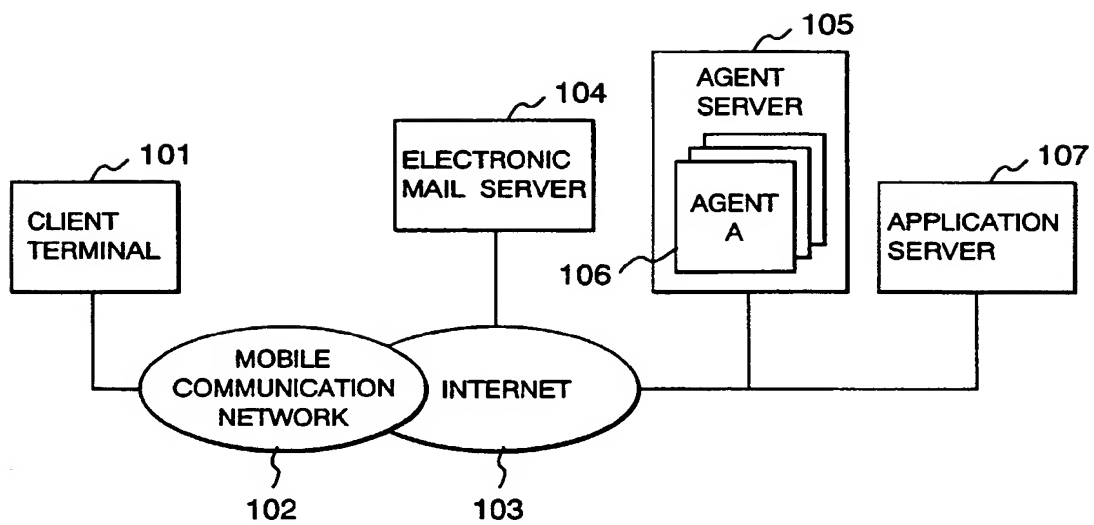 105
AGENT
SERVER
104
ELECTRONIC
MAIL SERVER
101
CLIENT
TERMINAL
107
APPLICATION
SERVER
AGENT
A
106
MOBILE
COMMUNICATION
NETWORK
INTERNET
102
103